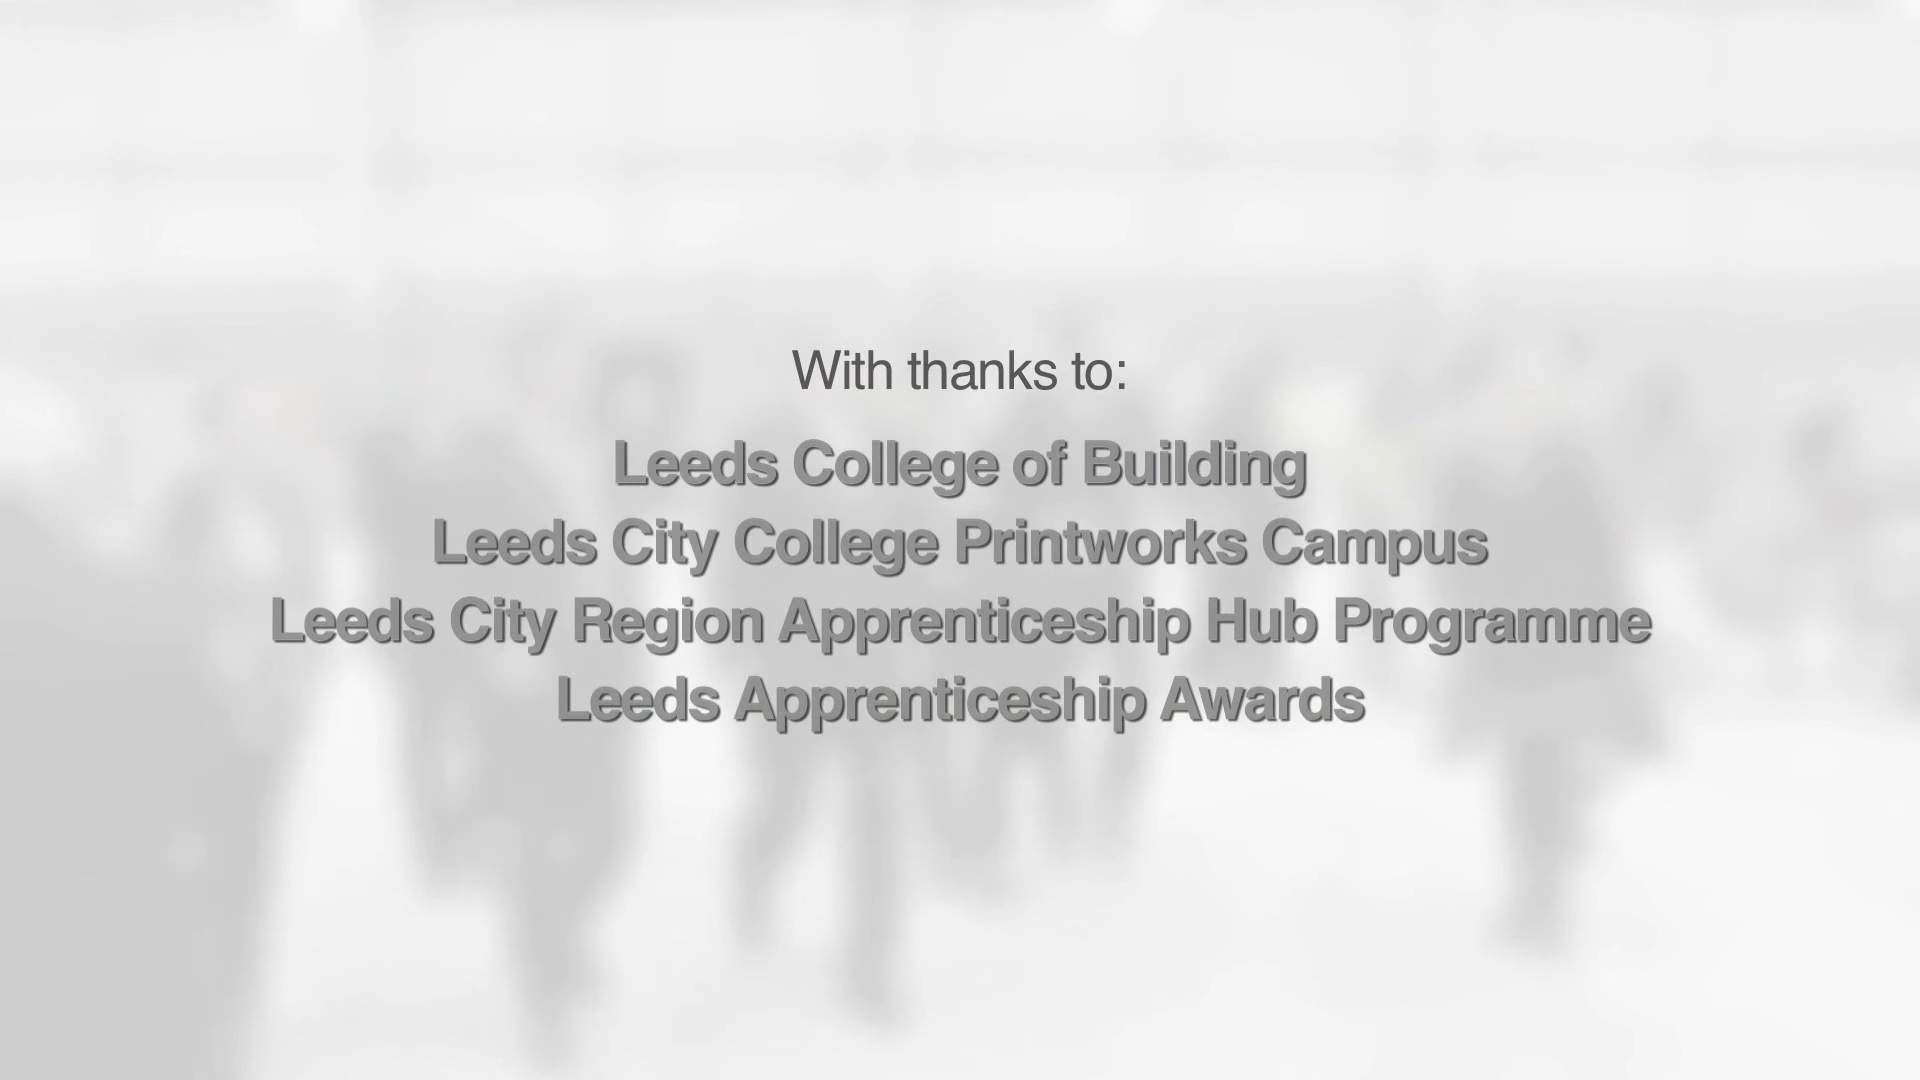 With thanks to:
Leeds College of Building
Leeds City College Printworks Campus
Leeds City Region Apprenticeship Hub Programme
Leeds Apprenticeship Awards